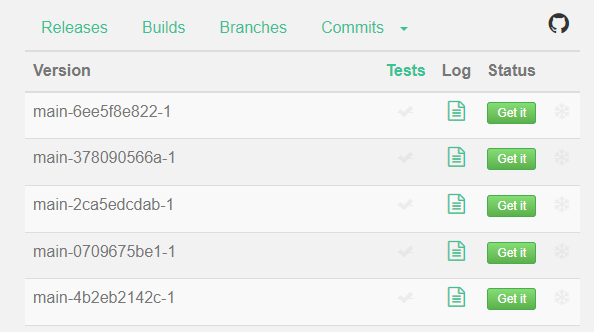 Releases Builds Branches Commits
Version Tests Log Status
main-6ee5f8e822-1 Get it
main-378090566a-1 Get it
main-2ca5edcdab-1 Get it
main-0709675be1-1 Get it
main-4b2eb2142c-1 Get it